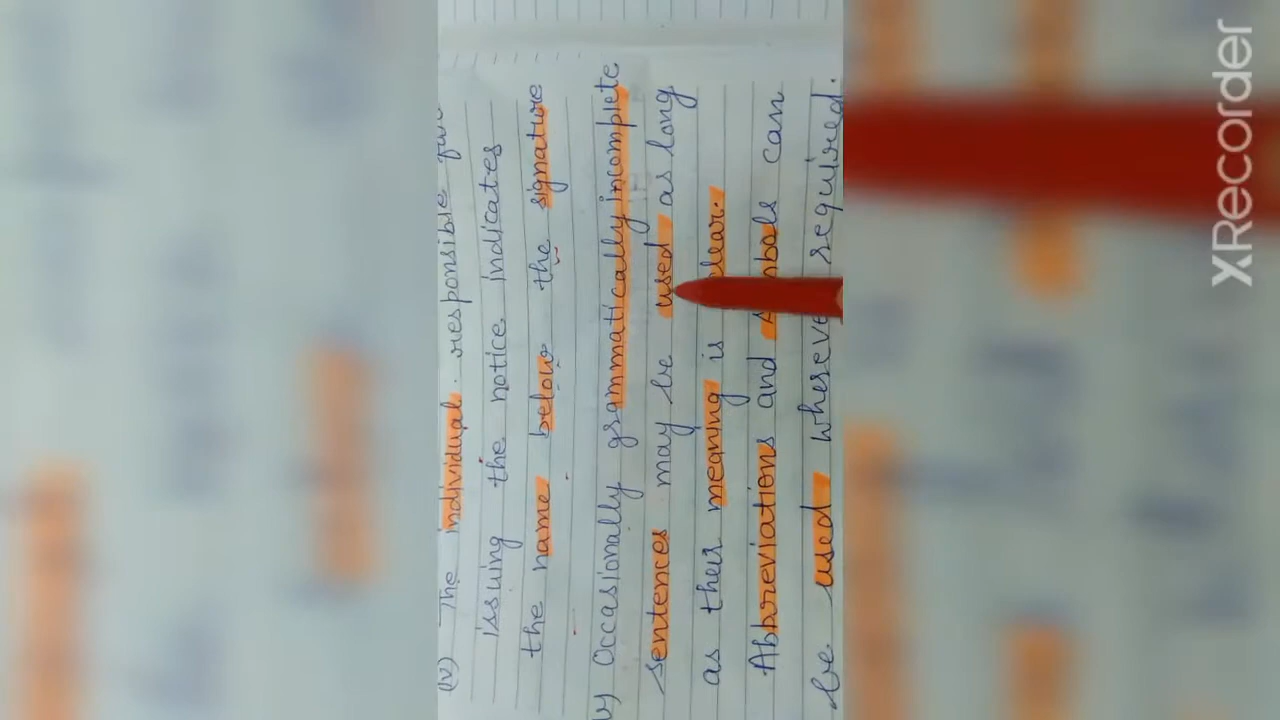 (v) The individual responsible for
issuing the notice indicates
the name below the signature
v) Occasionally grammatically incomplete
sentences may be used as long
as their meaning is clear.
Abbreviations and symbols can
be used wherever required.
XRecorder